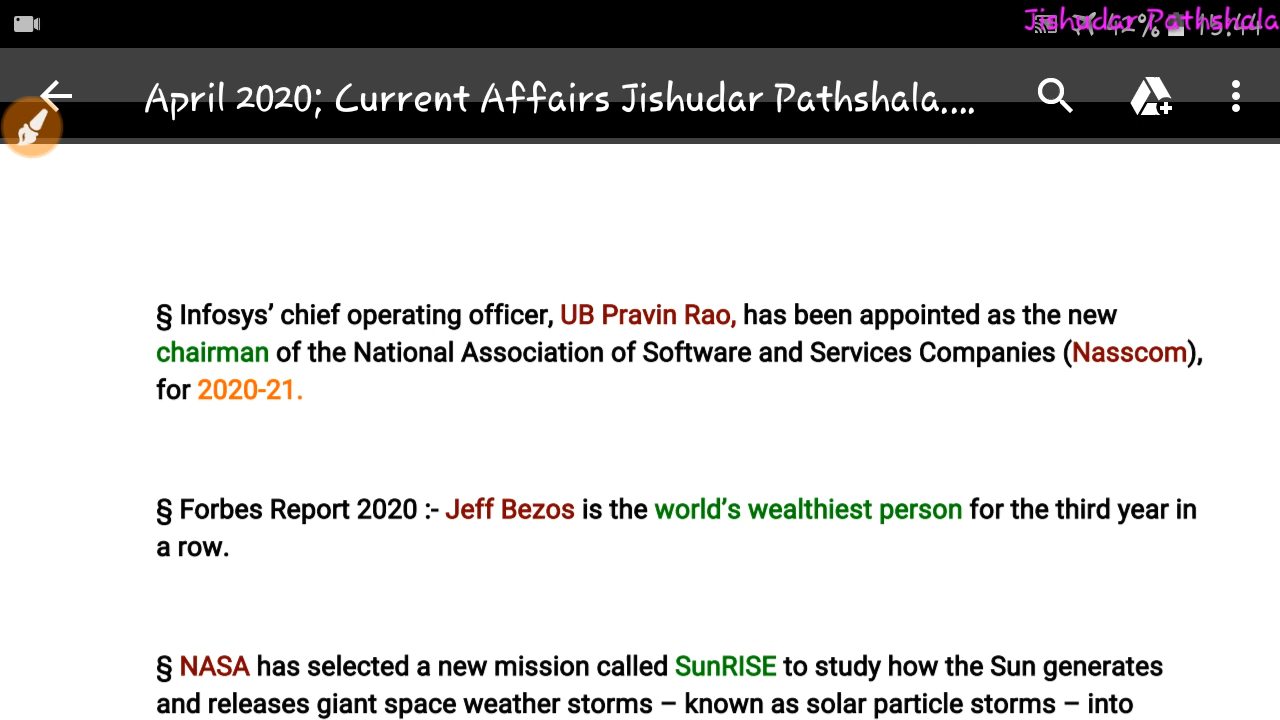 Jishudar Pathshala
42% 15:44
April 2020; Current Affairs Jishudar Pathshala....
§ Infosys’ chief operating officer, UB Pravin Rao, has been appointed as the new
chairman of the National Association of Software and Services Companies (Nasscom),
for 2020-21.
§ Forbes Report 2020 :- Jeff Bezos is the world’s wealthiest person for the third year in
a row.
§ NASA has selected a new mission called SunRISE to study how the Sun generates
and releases giant space weather storms – known as solar particle storms – into